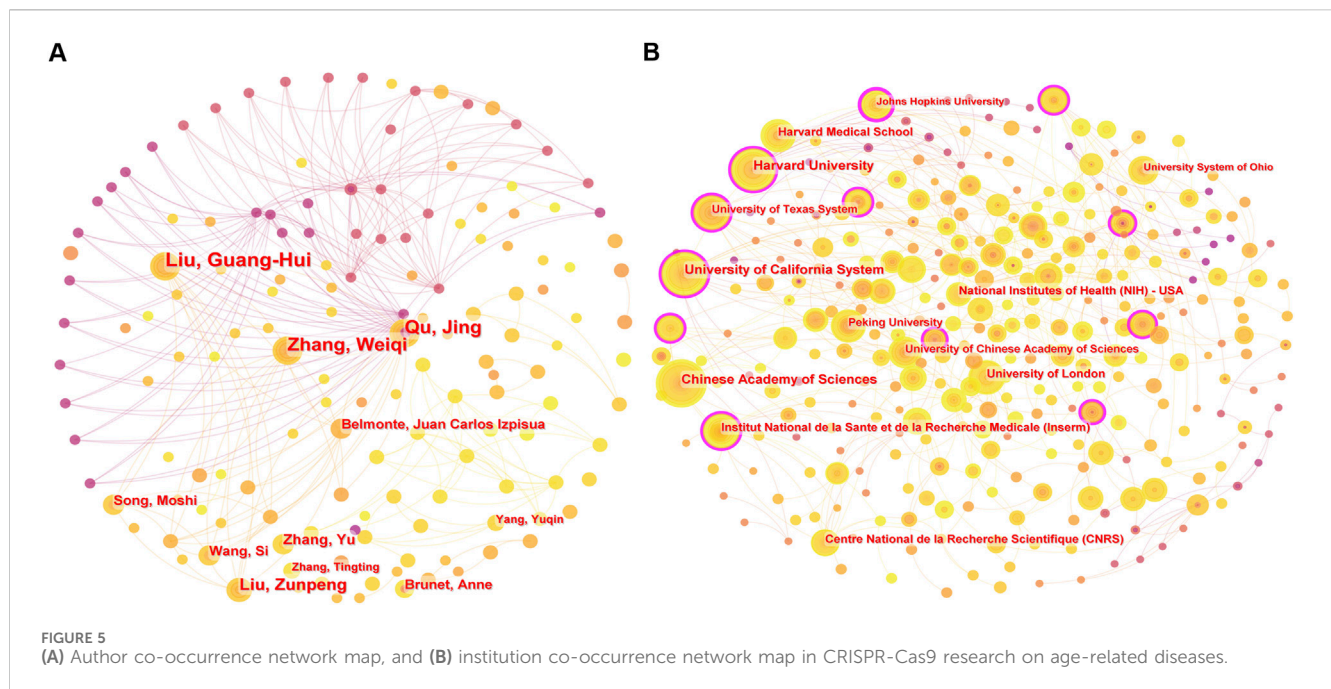 A
Liu, Guang-Hui
Qu, Jing
Zhang, Weiqi
Belmonte, Juan Carlos Izpisua
Song, Moshi
Yang, Yuqin
Zhang, Yu
Wang, Si
Zhang, Tingting
Liu, Zunpeng
Brunet, Anne
B
Johns Hopkins University
Harvard Medical School
Harvard University
University System of Ohio
University of Texas System
University of California System
National Institutes of Health (NIH) - USA
Peking University
University of Chinese Academy of Sciences
Chinese Academy of Sciences
University of London
Institut National de la Sante et de la Recherche Medicale (Inserm)
Centre National de la Recherche Scientifique (CNRS)
FIGURE 5
(A) Author co-occurrence network map, and (B) institution co-occurrence network map in CRISPR-Cas9 research on age-related diseases.